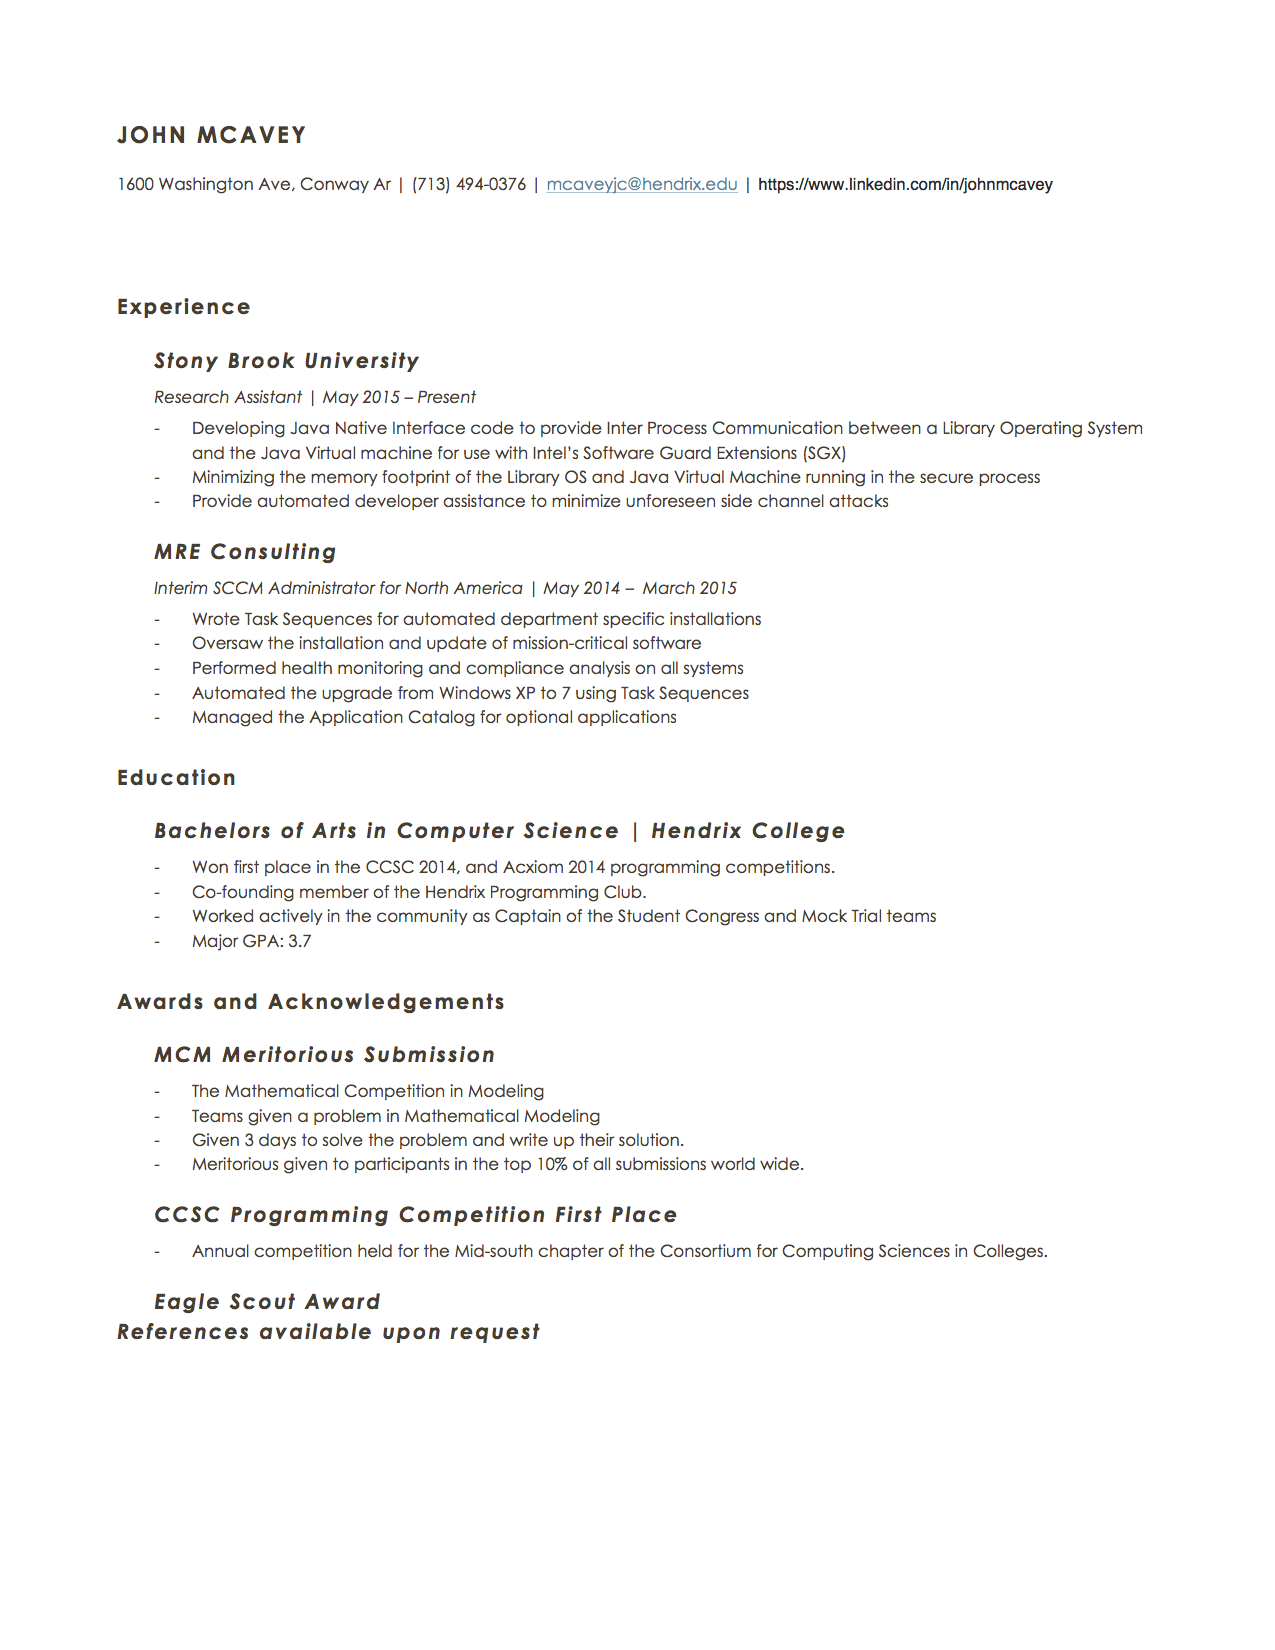 JOHN MCAVEY
1600 Washington Ave, Conway Ar | (713) 494-0376 | mcaveyjc@hendrix.edu | https://www.linkedin.com/in/johnmcavey
Experience
Stony Brook University
Research Assistant | May 2015 – Present
- Developing Java Native Interface code to provide Inter Process Communication between a Library Operating System
and the Java Virtual machine for use with Intel's Software Guard Extensions (SGX)
- Minimizing the memory footprint of the Library OS and Java Virtual Machine running in the secure process
- Provide automated developer assistance to minimize unforeseen side channel attacks
MRE Consulting
Interim SCCM Administrator for North America | May 2014 – March 2015
- Wrote Task Sequences for automated department specific installations
- Oversaw the installation and update of mission-critical software
- Performed health monitoring and compliance analysis on all systems
- Automated the upgrade from Windows XP to 7 using Task Sequences
- Managed the Application Catalog for optional applications
Education
Bachelors of Arts in Computer Science | Hendrix College
- Won first place in the CCSC 2014, and Acxiom 2014 programming competitions.
- Co-founding member of the Hendrix Programming Club.
- Worked actively in the community as Captain of the Student Congress and Mock Trial teams
- Major GPA: 3.7
Awards and Acknowledgements
MCM Meritorious Submission
- The Mathematical Competition in Modeling
- Teams given a problem in Mathematical Modeling
- Given 3 days to solve the problem and write up their solution.
- Meritorious given to participants in the top 10% of all submissions world wide.
CCSC Programming Competition First Place
- Annual competition held for the Mid-south chapter of the Consortium for Computing Sciences in Colleges.
Eagle Scout Award
References available upon request